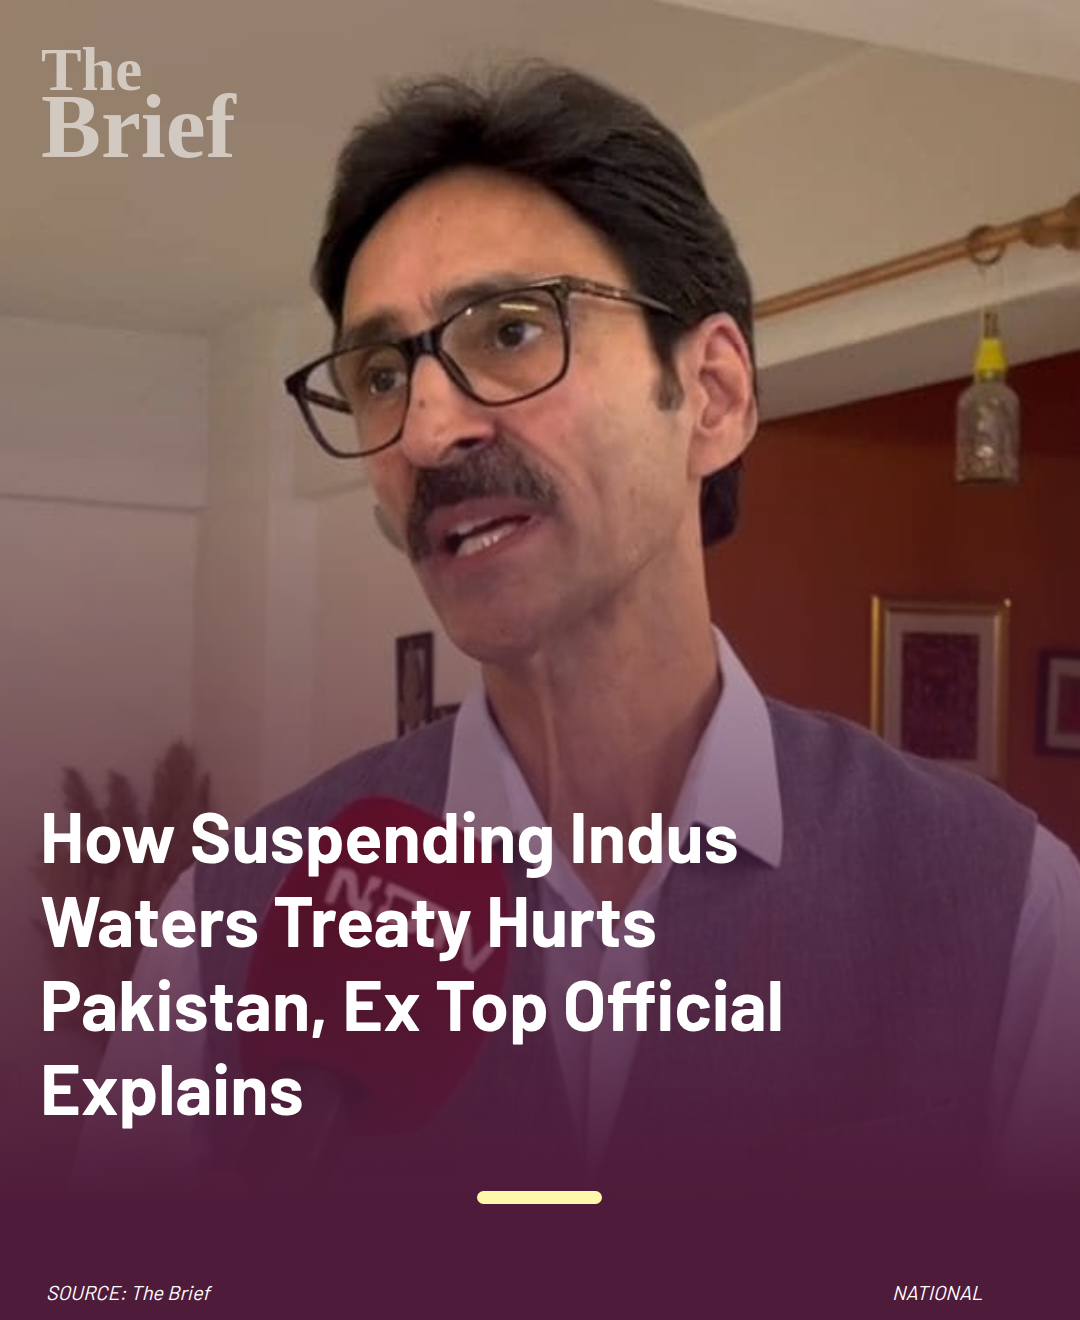 The
Brief
How Suspending Indus
Waters Treaty Hurts
Pakistan, Ex Top Official
Explains
NDTV
SOURCE: The Brief
NATIONAL